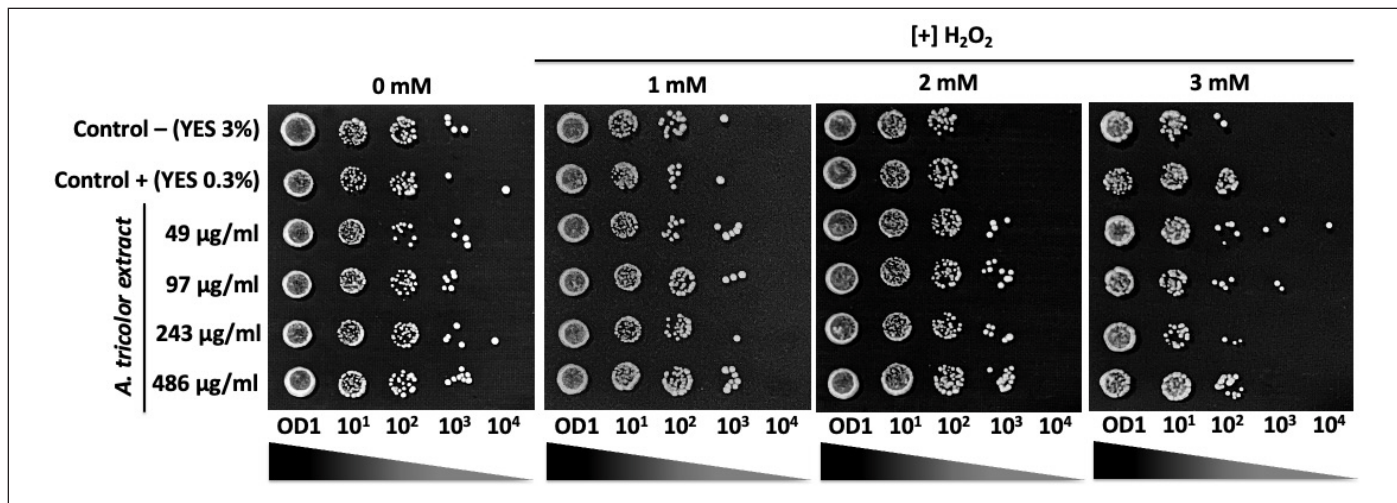 [+] H₂O₂
0 mM 1 mM 2 mM 3 mM
Control – (YES 3%)
Control + (YES 0.3%)
A. tricolor extract
49 µg/ml
97 µg/ml
243 µg/ml
486 µg/ml
OD1 10¹ 10² 10³ 10⁴ OD1 10¹ 10² 10³ 10⁴ OD1 10¹ 10² 10³ 10⁴ OD1 10¹ 10² 10³ 10⁴